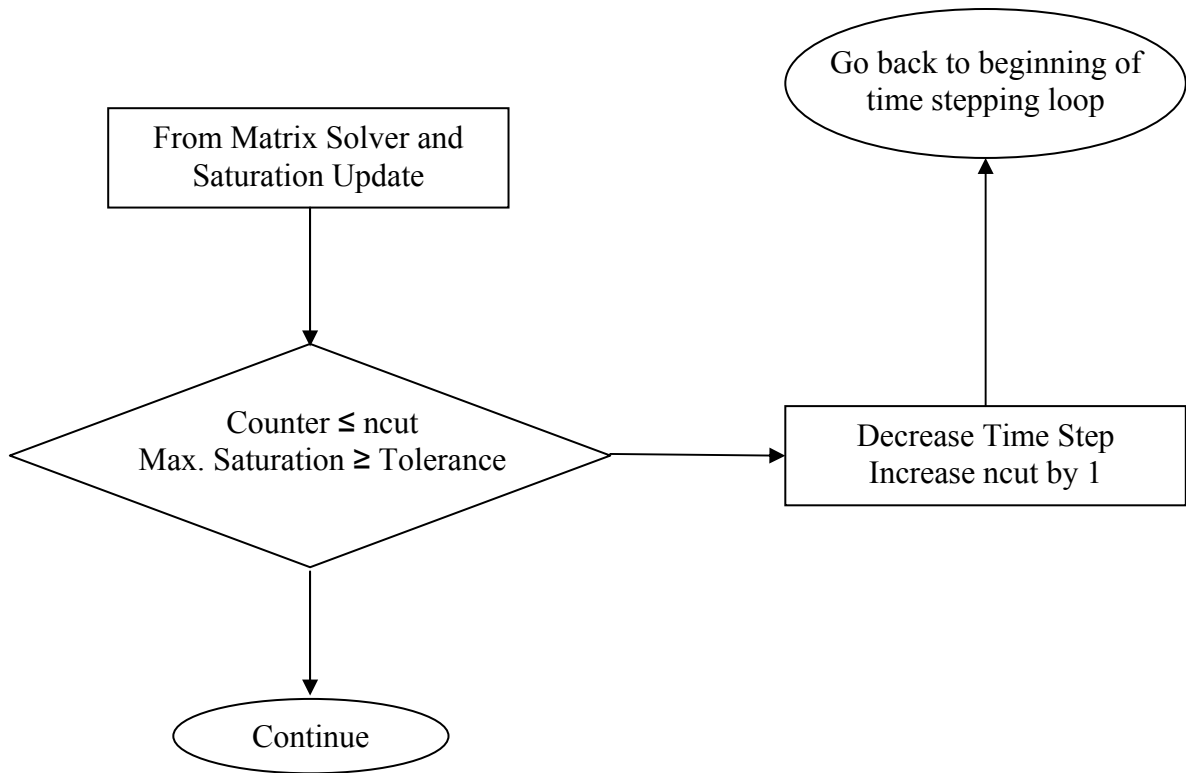 Go back to beginning of
time stepping loop
From Matrix Solver and
Saturation Update
Counter ≤ ncut
Max. Saturation ≥ Tolerance
Decrease Time Step
Increase ncut by 1
Continue